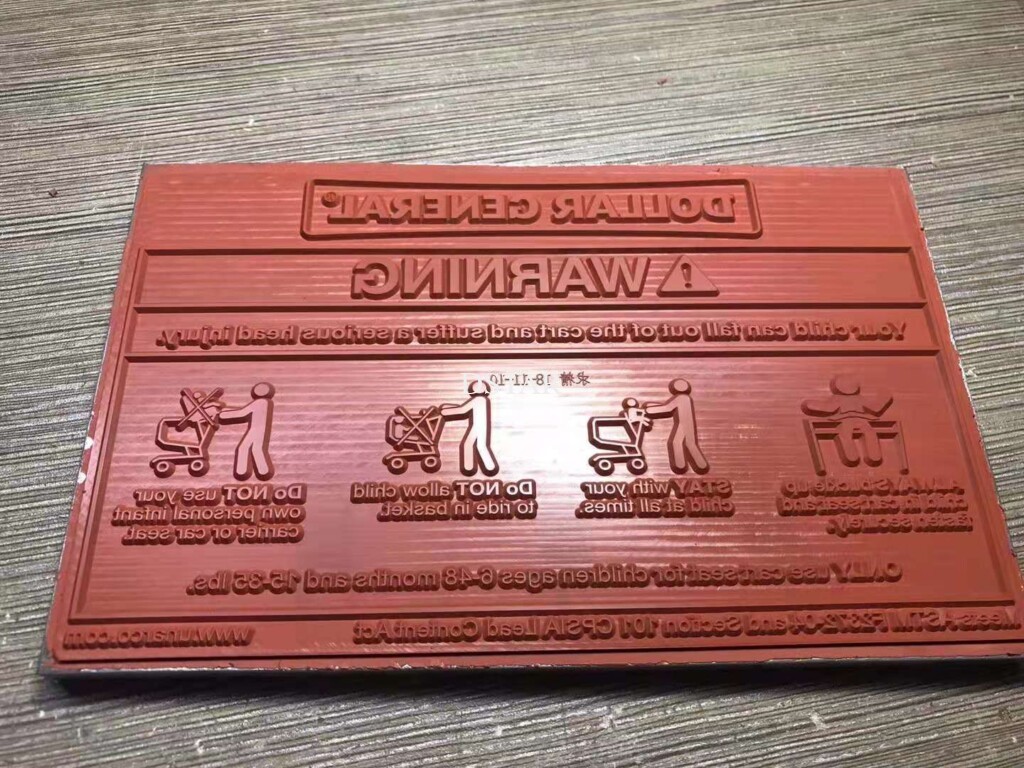 DOLLAR GENERAL®
WARNING
Your child can fall out of the cart and suffer a serious head injury.
18-11-10
ALWAYS buckle up
child in cart seat and
fasten securely.
STAY with your
child at all times.
Do NOT allow child
to ride in basket.
Do NOT use your
own personal infant
carrier or car seat.
ONLY use cart seat for children ages 6-48 months and 15-35 lbs.
Meets ASTM F2372-04 and Section 101 CPSIA Lead Content Act
www.unarco.com